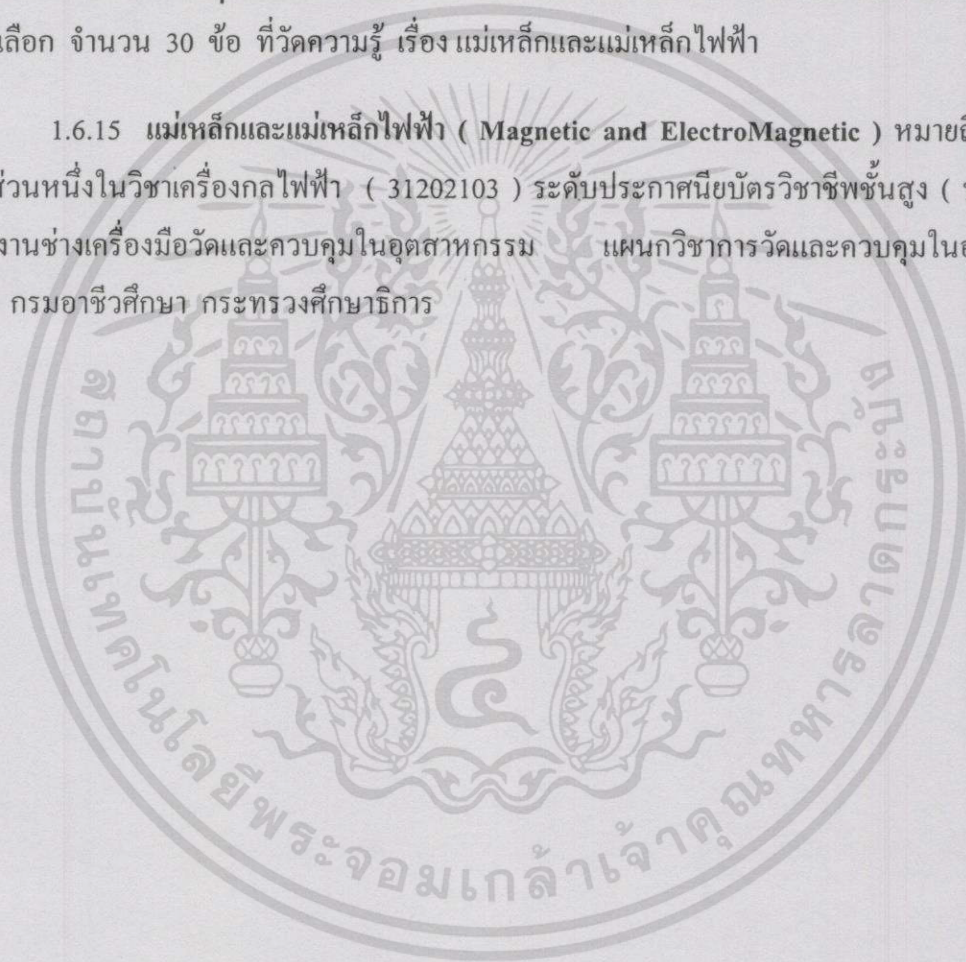 เลือก จำนวน 30 ข้อ ที่วัดความรู้ เรื่อง แม่เหล็กและแม่เหล็กไฟฟ้า
1.6.15 แม่เหล็กและแม่เหล็กไฟฟ้า ( Magnetic and ElectroMagnetic ) หมายถึ
ส่วนหนึ่งในวิชาเครื่องกลไฟฟ้า ( 31202103 ) ระดับประกาศนียบัตรวิชาชีพชั้นสูง (
งานช่างเครื่องมือวัดและควบคุมในอุตสาหกรรม แผนกวิชาการวัดและควบคุมในอ
กรมอาชีวศึกษา กระทรวงศึกษาธิการ
สถาบันเทคโนโลยีพระจอมเกล้าเจ้าคุณทหารลาดกระบัง